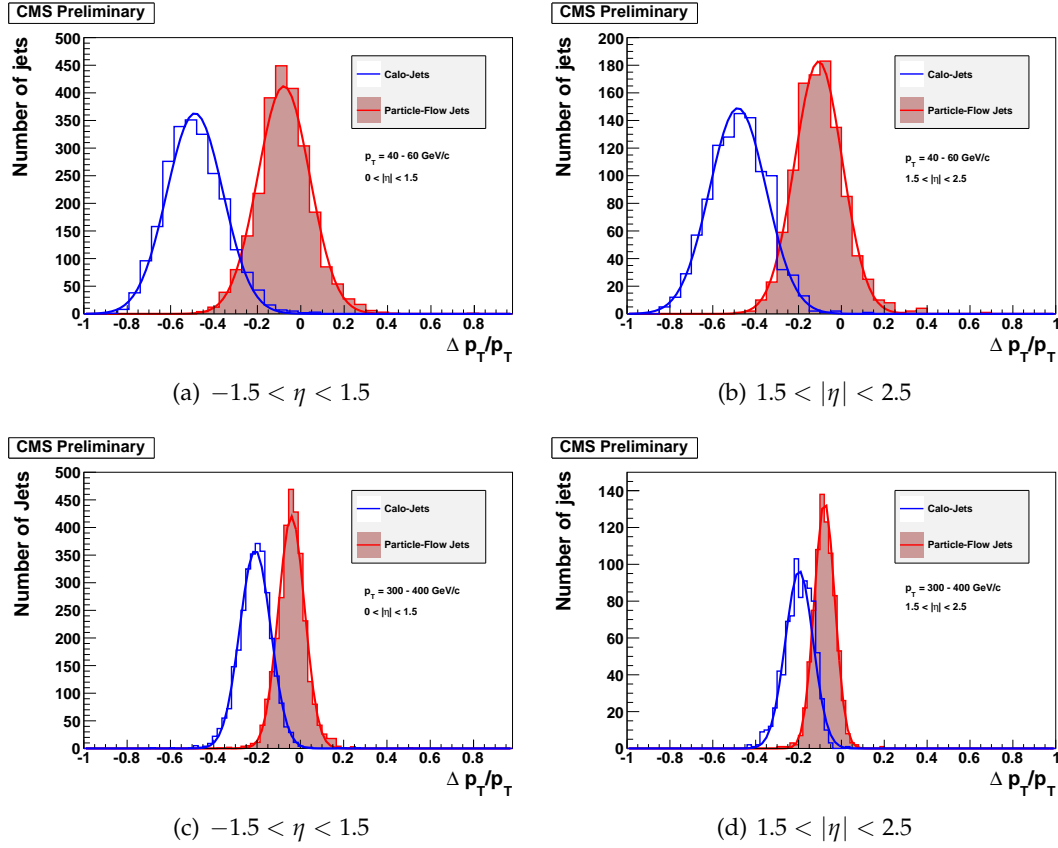 CMS Preliminary
Number of jets
500
450
400
350
300
250
200
150
100
50
0
Calo-Jets
Particle-Flow Jets
p_T = 40 - 60 GeV/c
0 < |η| < 1.5
-1 -0.8 -0.6 -0.4 -0.2 0 0.2 0.4 0.6 0.8
Δ p_T/p_T
(a) −1.5 < η < 1.5
CMS Preliminary
Number of jets
200
180
160
140
120
100
80
60
40
20
0
Calo-Jets
Particle-Flow Jets
p_T = 40 - 60 GeV/c
1.5 < |η| < 2.5
-1 -0.8 -0.6 -0.4 -0.2 0 0.2 0.4 0.6 0.8 1
Δ p_T/p_T
(b) 1.5 < |η| < 2.5
CMS Preliminary
Number of Jets
500
450
400
350
300
250
200
150
100
50
0
Calo-Jets
Particle-Flow Jets
p_T = 300 - 400 GeV/c
0 < |η| < 1.5
-1 -0.8 -0.6 -0.4 -0.2 0 0.2 0.4 0.6 0.8
Δ p_T/p_T
(c) −1.5 < η < 1.5
CMS Preliminary
Number of jets
140
120
100
80
60
40
20
0
Calo-Jets
Particle-Flow Jets
p_T = 300 - 400 GeV/c
1.5 < |η| < 2.5
-1 -0.8 -0.6 -0.4 -0.2 0 0.2 0.4 0.6 0.8 1
Δ p_T/p_T
(d) 1.5 < |η| < 2.5